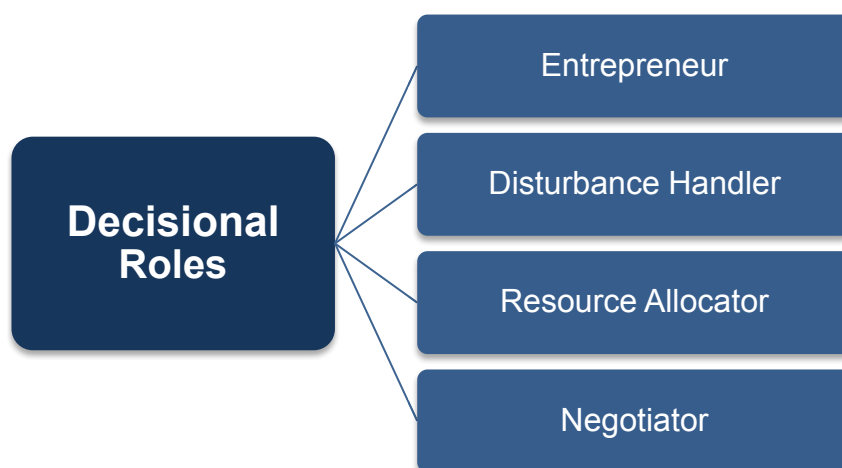 Decisional
Roles
Entrepreneur
Disturbance Handler
Resource Allocator
Negotiator